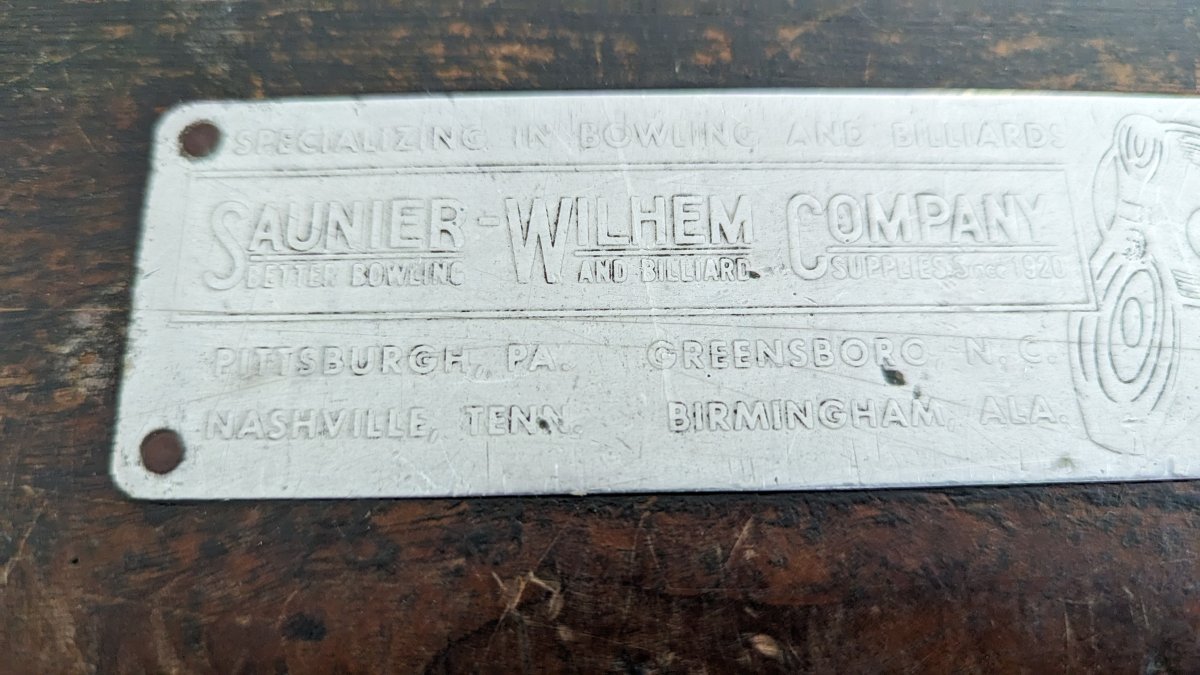 SPECIALIZING IN BOWLING AND BILLIARDS
SAUNIER-WILHEM COMPANY
BETTER BOWLING AND BILLIARD SUPPLIES Since 1940
PITTSBURGH, PA. GREENSBORO N. C.
NASHVILLE, TENN. BIRMINGHAM, ALA.